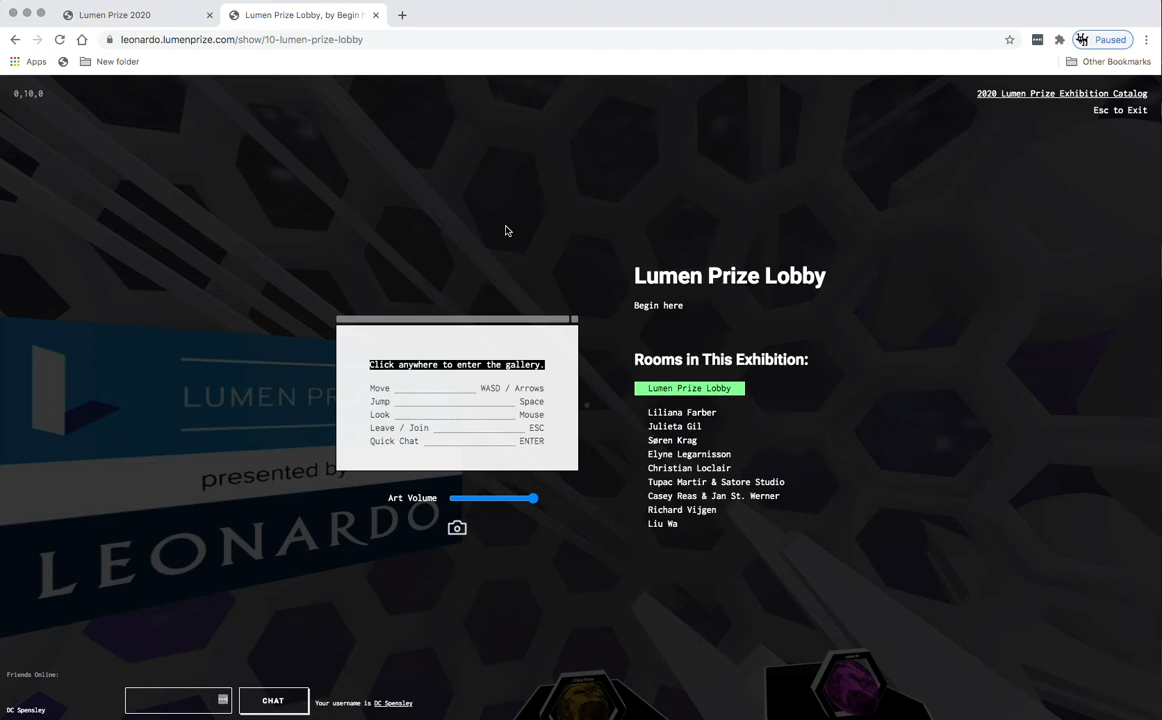 Lumen Prize 2020
Lumen Prize Lobby, by Begin h
leonardo.lumenprize.com/show/10-lumen-prize-lobby
Paused
Apps
New folder
Other Bookmarks
0,10,0
2020 Lumen Prize Exhibition Catalog
Esc to Exit
Lumen Prize Lobby
Begin here
Rooms in This Exhibition:
Lumen Prize Lobby
Liliana Farber
Julieta Gil
Søren Krag
Elyne Legarnisson
Christian Loclair
Tupac Martir & Satore Studio
Casey Reas & Jan St. Werner
Richard Vijgen
Liu Wa
Click anywhere to enter the gallery.
Move WASD / Arrows
Jump Space
Look Mouse
Leave / Join ESC
Quick Chat ENTER
Art Volume
LUMEN PR
presented by
LEONARDO
Friends Online:
DC Spensley
CHAT
Your username is DC Spensley